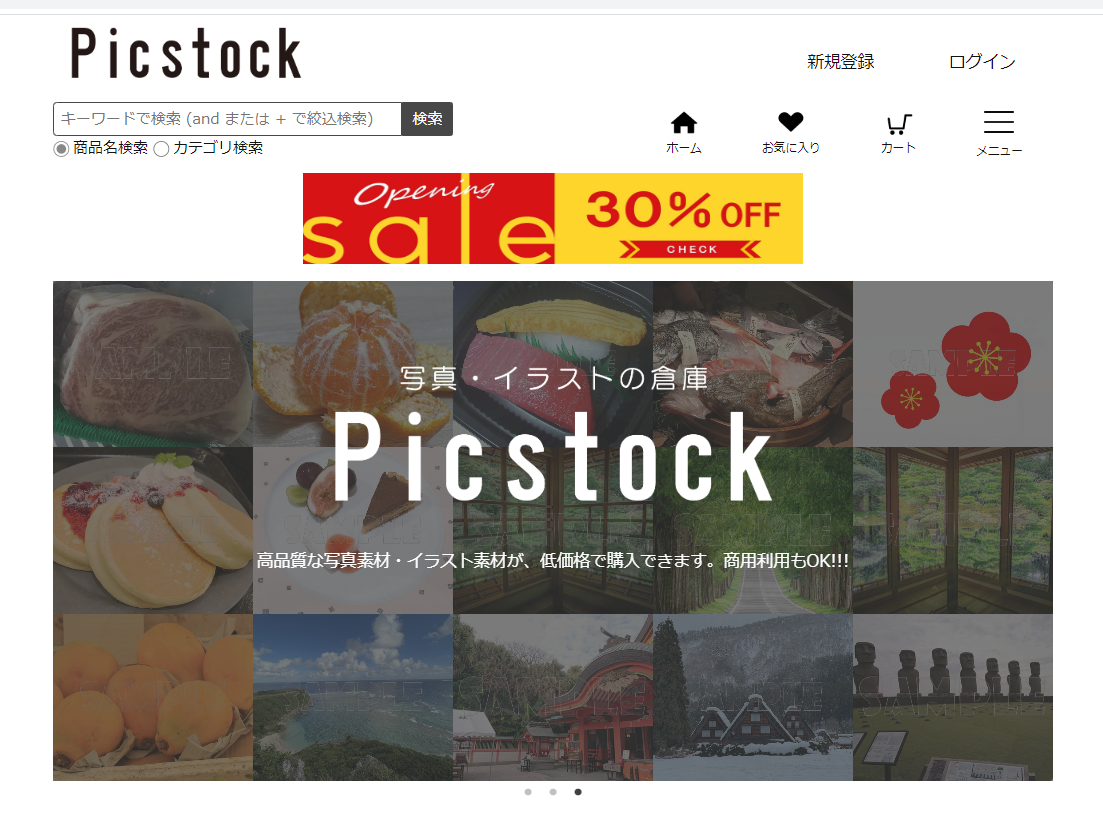 Picstock
新規登録
ログイン
キーワードで検索 (and または + で絞込検索)
検索
商品名検索 カテゴリ検索
ホーム
お気に入り
カート
メニュー
Opening
sale
30% OFF
CHECK
写真・イラストの倉庫
Picstock
高品質な写真素材・イラスト素材が、低価格で購入できます。商用利用もOK!!!
SAMPLE
SAMPLE
SAMPLE
SAMPLE
SAMPLE